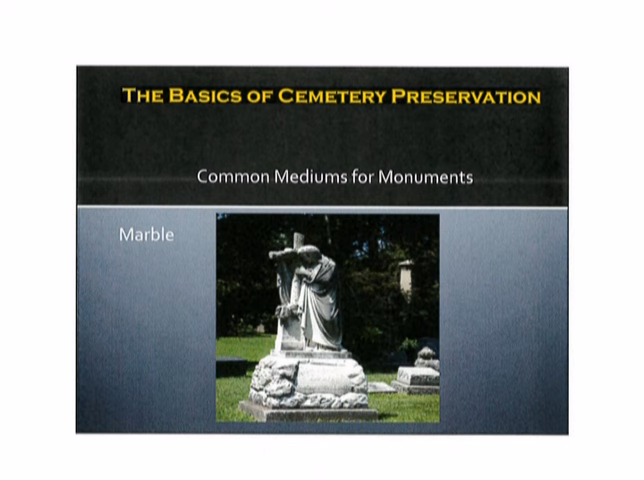 THE BASICS OF CEMETERY PRESERVATION
Common Mediums for Monuments
Marble